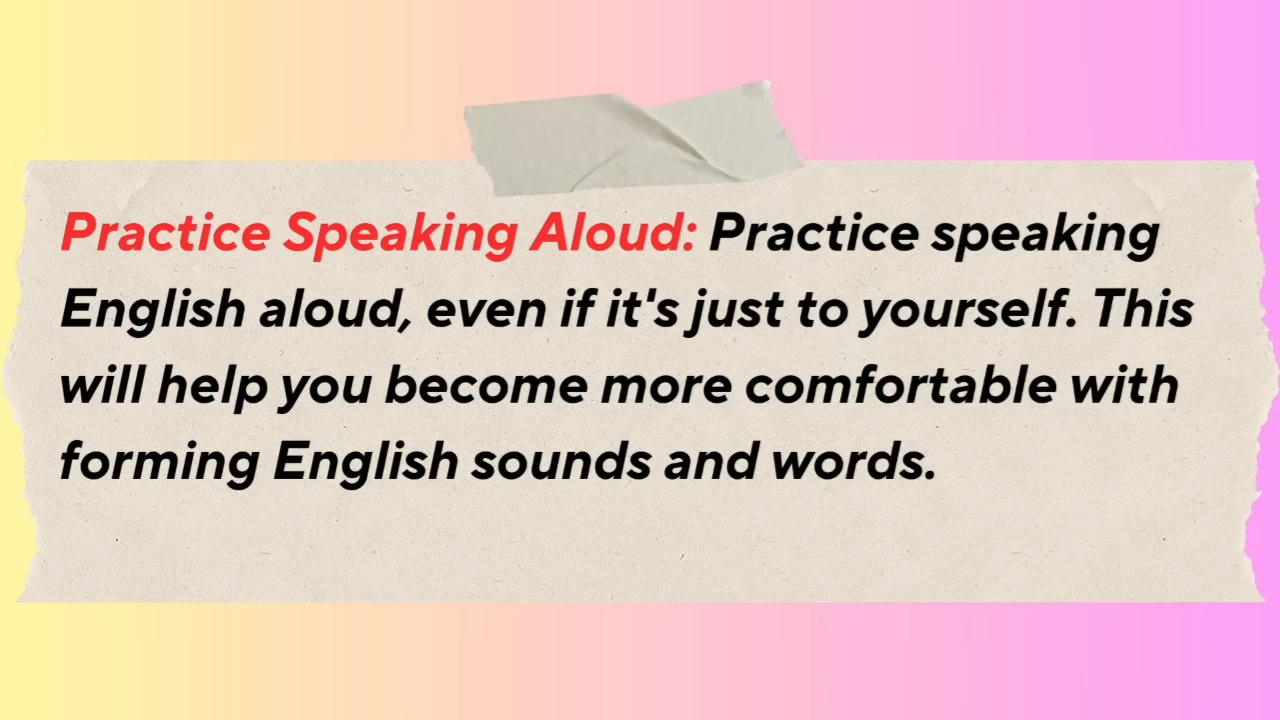 Practice Speaking Aloud: Practice speaking
English aloud, even if it's just to yourself. This
will help you become more comfortable with
forming English sounds and words.